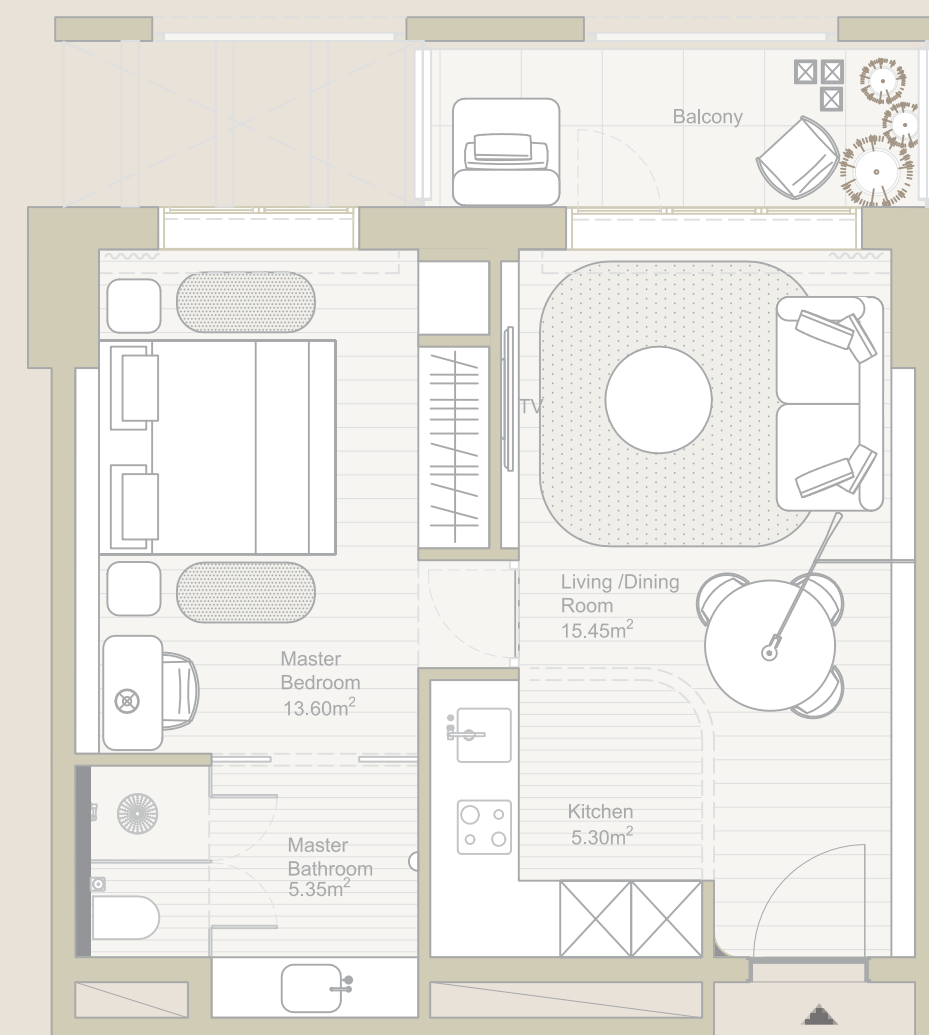 Balcony
TV
Living /Dining
Room
15.45m²
Master
Bedroom
13.60m²
Kitchen
5.30m²
Master
Bathroom
5.35m²